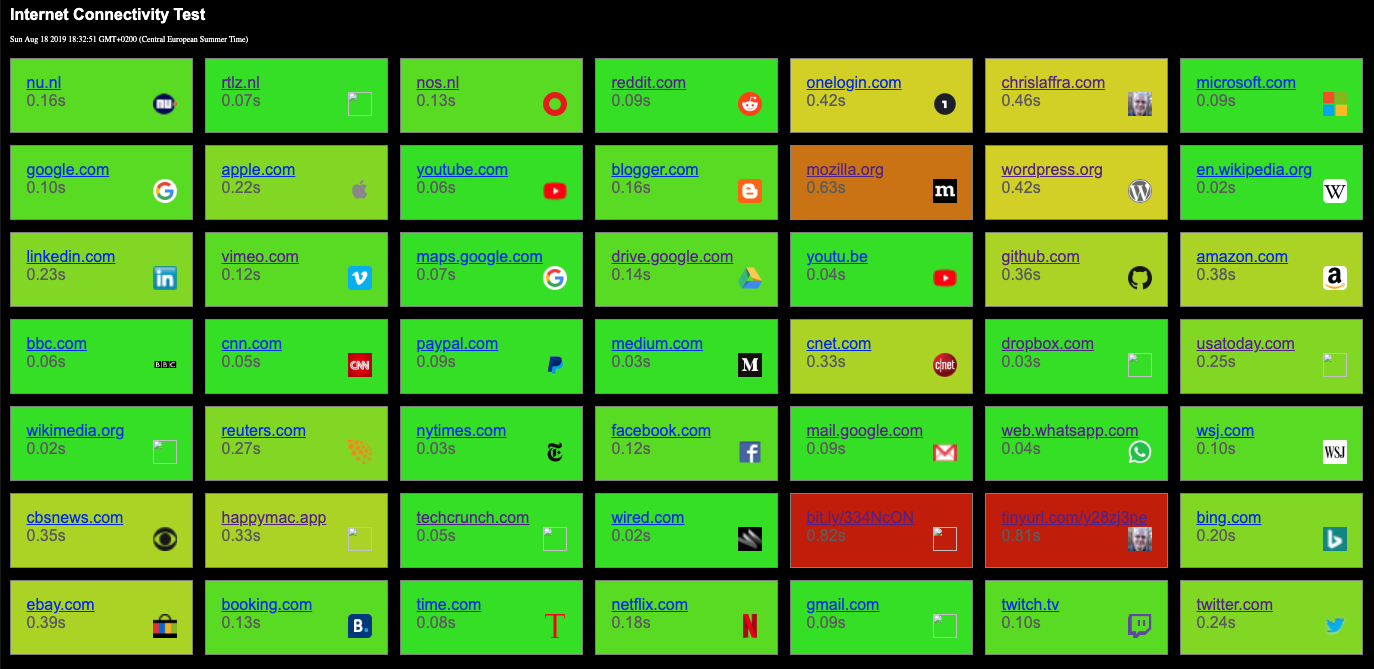 Internet Connectivity Test
Sun Aug 18 2019 18:32:51 GMT+0200 (Central European Summer Time)
nu.nl
0.16s
nu
rtlz.nl
0.07s
nos.nl
0.13s
reddit.com
0.09s
onelogin.com
0.42s
1
chrislaffra.com
0.46s
microsoft.com
0.09s
google.com
0.10s
G
apple.com
0.22s
youtube.com
0.06s
blogger.com
0.16s
mozilla.org
0.63s
m
wordpress.org
0.42s
W
en.wikipedia.org
0.02s
W
linkedin.com
0.23s
in
vimeo.com
0.12s
maps.google.com
0.07s
G
drive.google.com
0.14s
youtu.be
0.04s
github.com
0.36s
amazon.com
0.38s
a
bbc.com
0.06s
BBC
cnn.com
0.05s
CNN
paypal.com
0.09s
medium.com
0.03s
M
cnet.com
0.33s
c|net
dropbox.com
0.03s
usatoday.com
0.25s
wikimedia.org
0.02s
reuters.com
0.27s
nytimes.com
0.03s
T
facebook.com
0.12s
f
mail.google.com
0.09s
web.whatsapp.com
0.04s
wsj.com
0.10s
WSJ
cbsnews.com
0.35s
happymac.app
0.33s
techcrunch.com
0.05s
wired.com
0.02s
bit.ly/334NcON
0.82s
tinyurl.com/y28zj3pe
0.81s
bing.com
0.20s
b
ebay.com
0.39s
booking.com
0.13s
B.
time.com
0.08s
T
netflix.com
0.18s
N
gmail.com
0.09s
twitch.tv
0.10s
twitter.com
0.24s